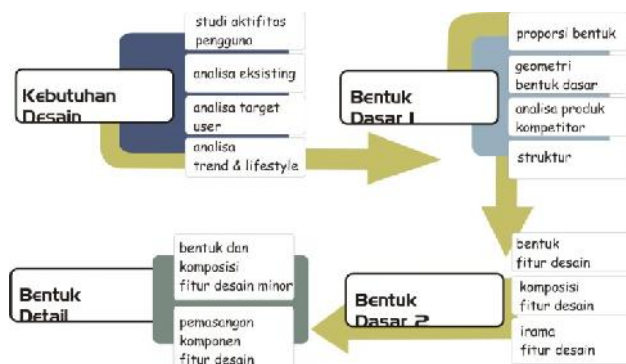 Kebutuhan
Desain
studi aktifitas
pengguna
analisa eksisting
analisa target
user
analisa
trend & lifestyle
Bentuk
Dasar 1
proporsi bentuk
geometri
bentuk dasar
analisa produk
kompetitor
struktur
Bentuk
Dasar 2
bentuk
fitur desain
komposisi
fitur desain
irama
fitur desain
Bentuk
Detail
bentuk dan
komposisi
fitur desain minor
pemasangan
komponen
fitur desain